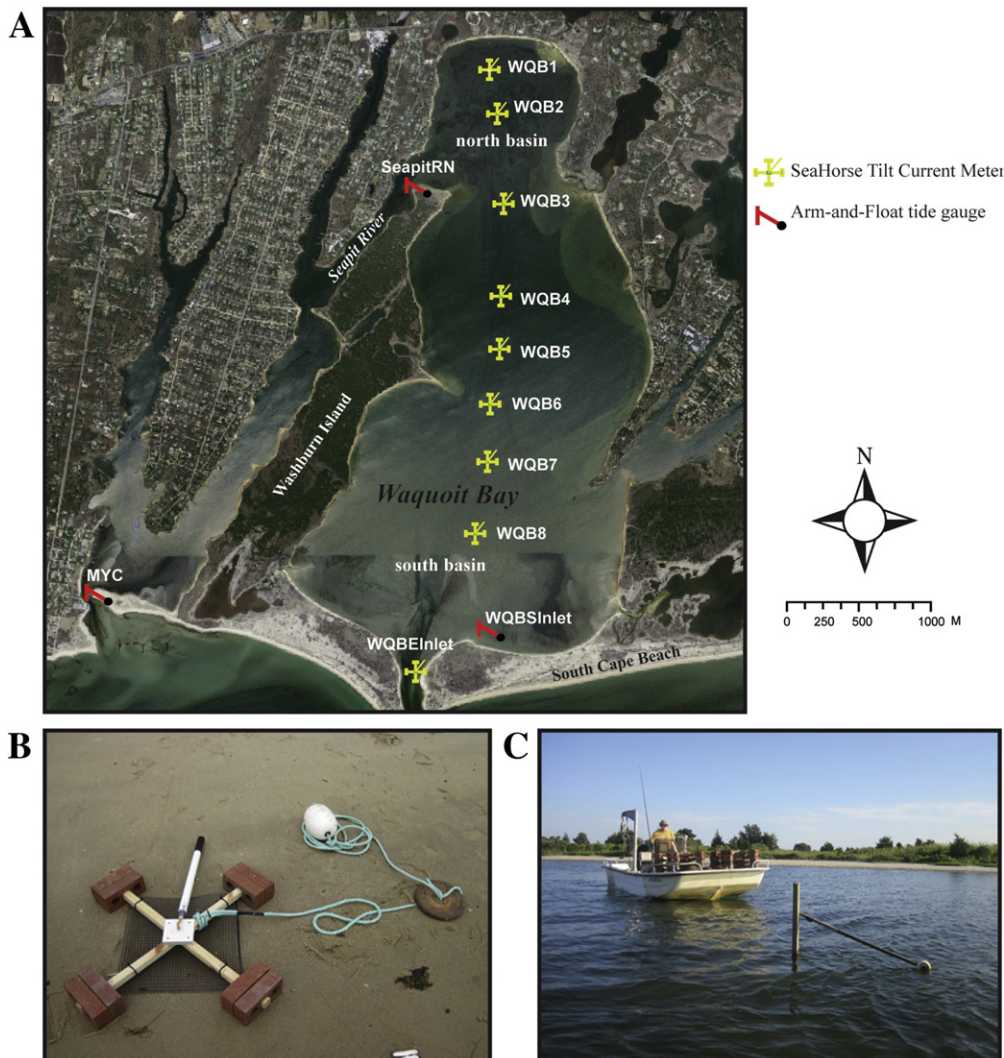 A
WQB1
WQB2
north basin
SeapitRN
WQB3
Seapit River
WQB4
WQB5
WQB6
Washburn Island
WQB7
Waquoit Bay
WQB8
south basin
MYC
WQBSInlet
WQBEInlet
South Cape Beach
SeaHorse Tilt Current Meter
Arm-and-Float tide gauge
N
0 250 500 1000 M
B
C